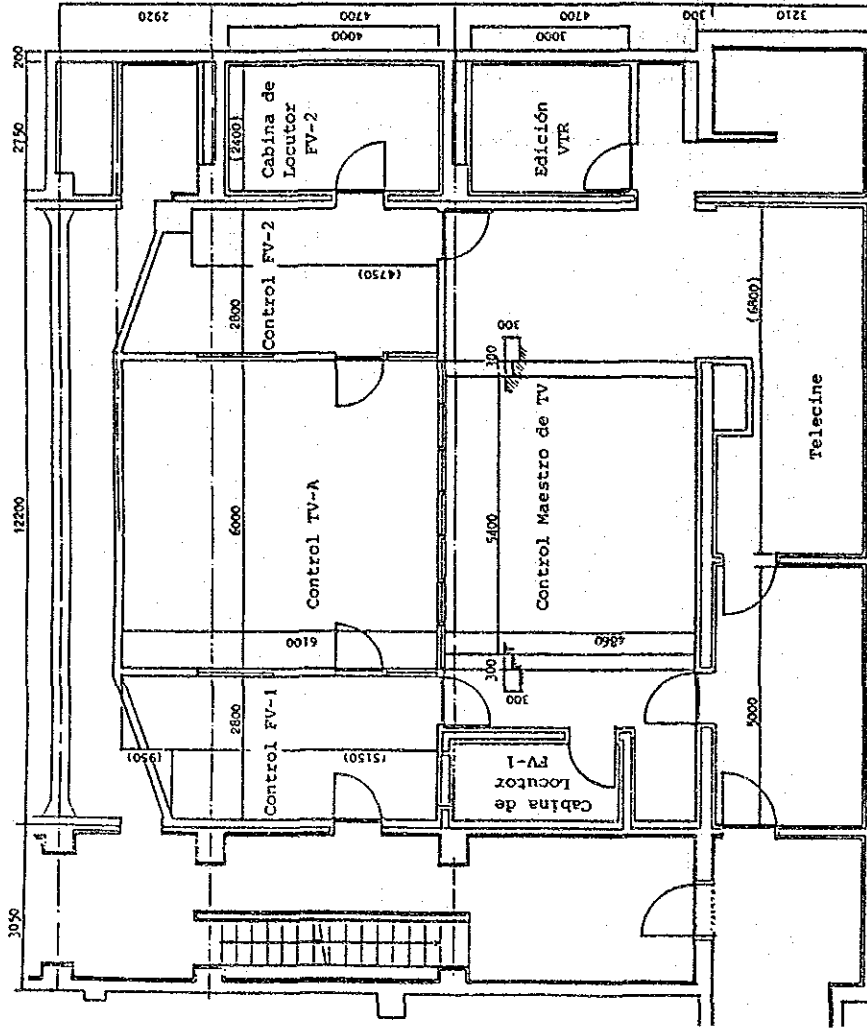 3050
12200
2750
200
2920
4700
4700
300
3210
4000
3000
(950)
Control FV-1
2800
(5150)
Control TV-A
6000
6100
Control FV-2
2800
(4750)
Cabina de
Locutor
FV-2
(2400)
Cabina de
Locutor
FV-1
Control Maestro de TV
5400
4860
300
300
300
300
Edición
VTR
5000
Telecine
(6800)